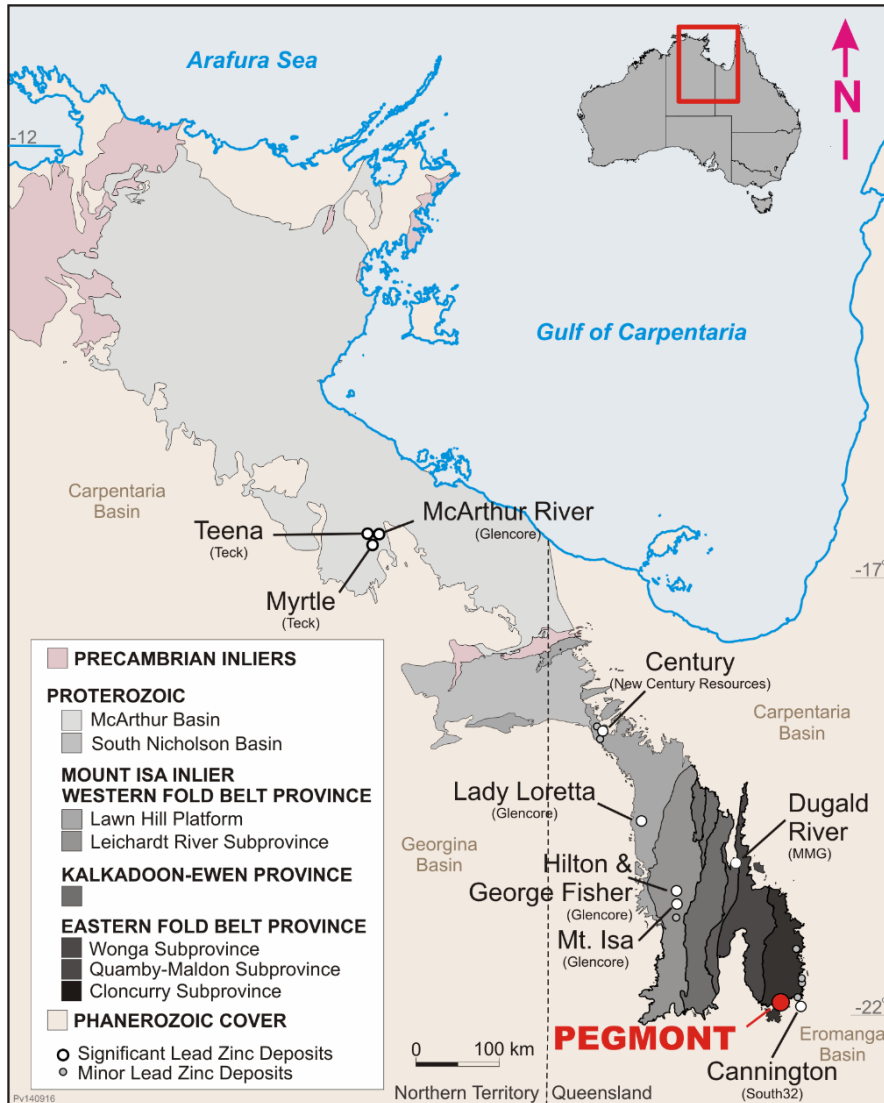 Arafura Sea
N
-12
Gulf of Carpentaria
Carpentaria
Basin
McArthur River
(Glencore)
Teena
(Teck)
-17°
Myrtle
(Teck)
Century
(New Century Resources)
Carpentaria
Basin
Lady Loretta
(Glencore)
Dugald
River
(MMG)
Georgina
Basin
Hilton &
George Fisher
(Glencore)
Mt. Isa
(Glencore)
-22°
PEGMONT
Eromanga
Basin
Cannington
(South32)
PRECAMBRIAN INLIERS
PROTEROZOIC
McArthur Basin
South Nicholson Basin
MOUNT ISA INLIER
WESTERN FOLD BELT PROVINCE
Lawn Hill Platform
Leichardt River Subprovince
KALKADOON-EWEN PROVINCE
EASTERN FOLD BELT PROVINCE
Wonga Subprovince
Quamby-Maldon Subprovince
Cloncurry Subprovince
PHANEROZOIC COVER
Significant Lead Zinc Deposits
Minor Lead Zinc Deposits
0 100 km
Northern Territory Queensland
Pv140916